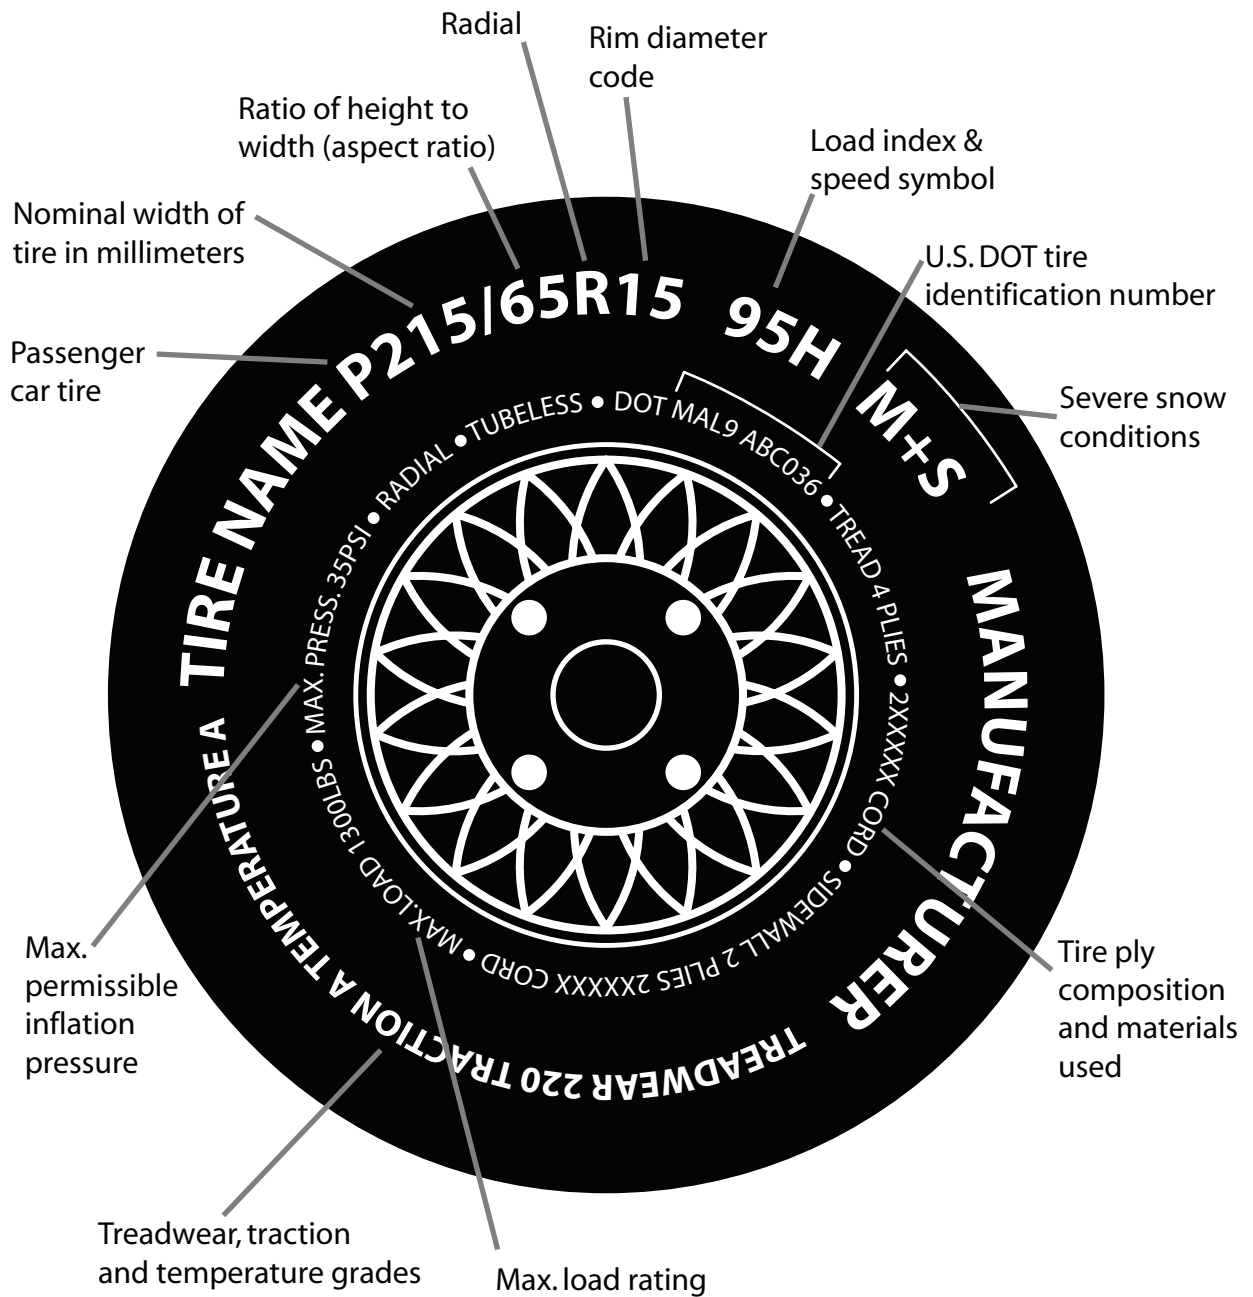 Radial
Rim diameter
code
Ratio of height to
width (aspect ratio)
Load index &
speed symbol
Nominal width of
tire in millimeters
U.S. DOT tire
identification number
Passenger
car tire
Severe snow
conditions
TIRE NAME P215/65R15 95H M+S
MANUFACTURER
TREADWEAR 220 TRACTION A TEMPERATURE A
DOT MAL9 ABC036 • TREAD 4 PLIES • 2XXXXX CORD • SIDEWALL 2 PLIES 2XXXXX CORD • MAX.LOAD 1300LBS • MAX. PRESS. 35PSI • RADIAL • TUBELESS •
Max.
permissible
inflation
pressure
Tire ply
composition
and materials
used
Treadwear, traction
and temperature grades
Max. load rating